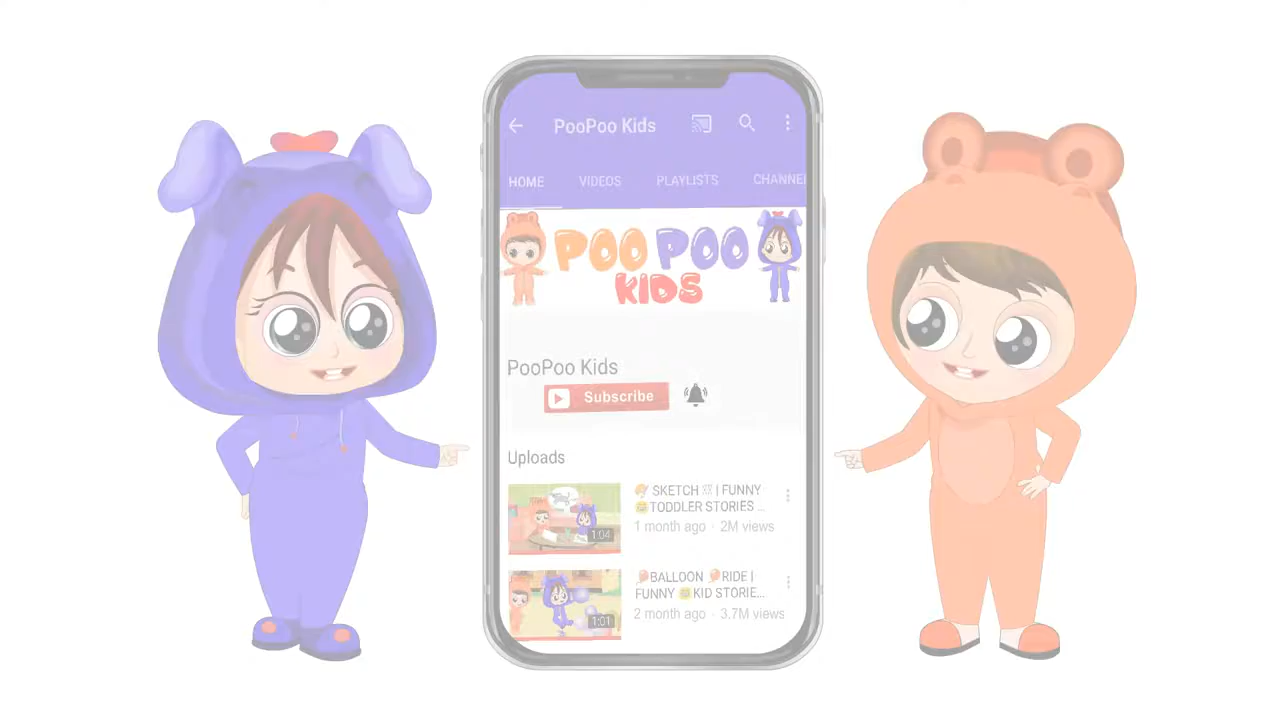 PooPoo Kids
HOME VIDEOS PLAYLISTS CHANNEL
POO POO
KIDS
PooPoo Kids
Subscribe
Uploads
SKETCH | FUNNY
TODDLER STORIES ...
1 month ago · 2M views
1:04
BALLOON RIDE |
FUNNY KID STORIE...
2 month ago · 3.7M views
1:01